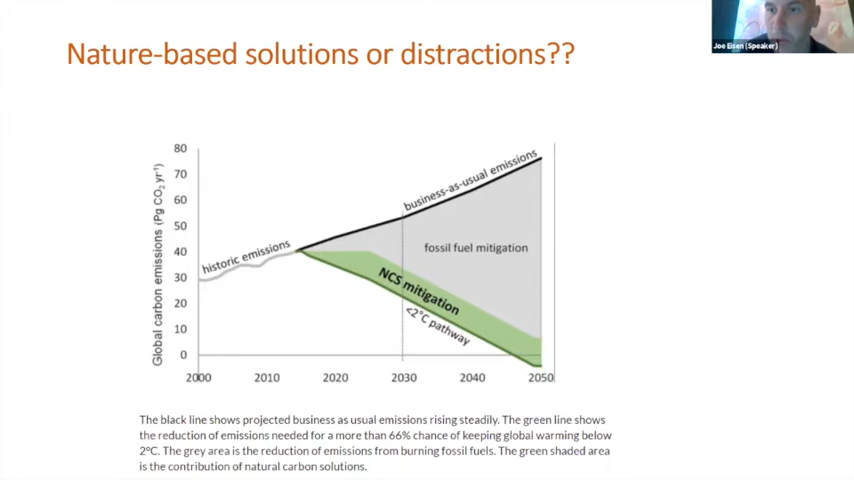 Nature-based solutions or distractions??
Joe Eisen (Speaker)
Global carbon emissions (Pg CO₂ yr⁻¹)
80
70
60
50
40
30
20
10
0
historic emissions
business-as-usual emissions
fossil fuel mitigation
NCS mitigation
<2°C pathway
2000
2010
2020
2030
2040
2050
The black line shows projected business as usual emissions rising steadily. The green line shows
the reduction of emissions needed for a more than 66% chance of keeping global warming below
2°C. The grey area is the reduction of emissions from burning fossil fuels. The green shaded area
is the contribution of natural carbon solutions.